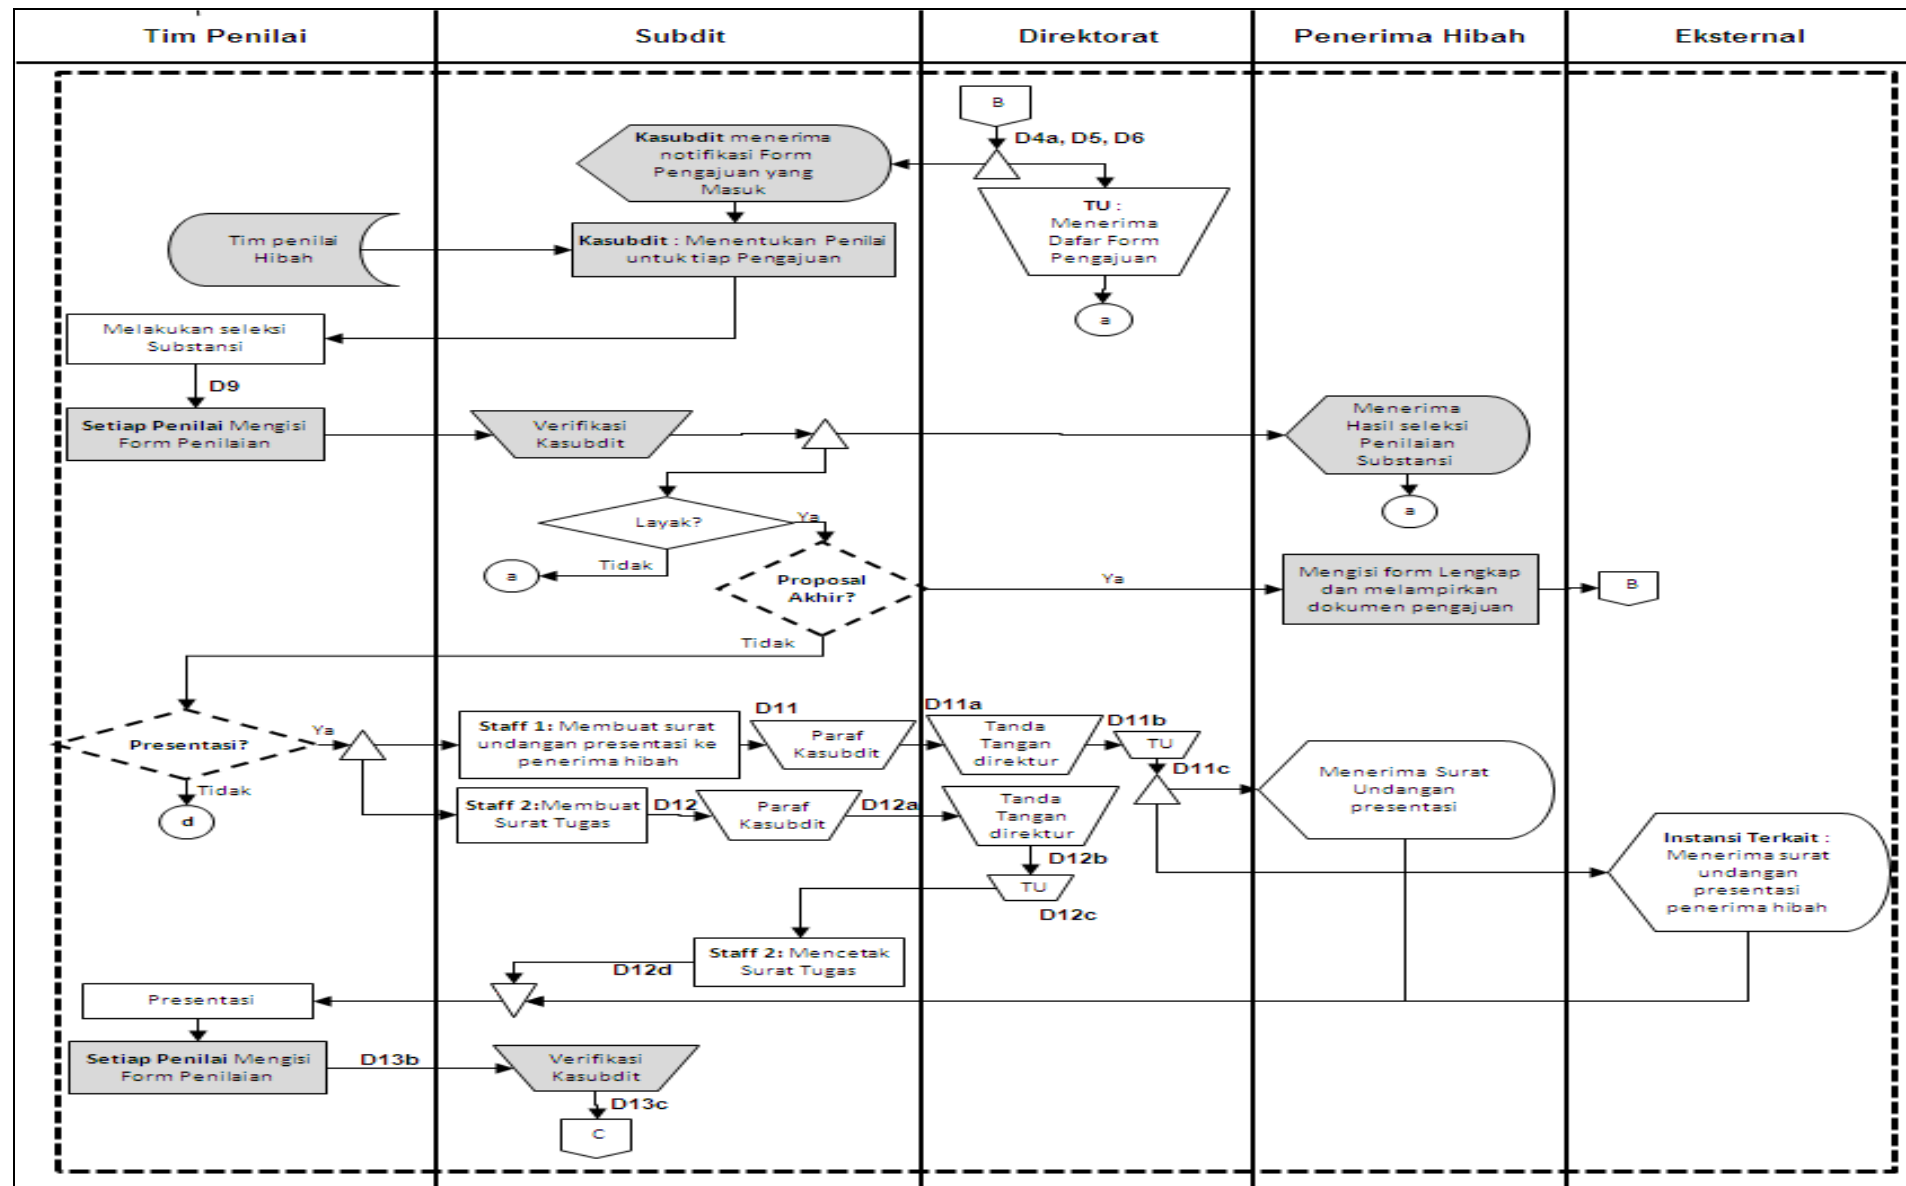 Tim Penilai
Subdit
Direktorat
Penerima Hibah
Eksternal
B
D4a, D5, D6
Kasubdit menerima
notifikasi Form
Pengajuan yang
Masuk
TU :
Menerima
Dafar Form
Pengajuan
a
Tim penilai
Hibah
Kasubdit : Menentukan Penilai
untuk tiap Pengajuan
Melakukan seleksi
Substansi
D9
Setiap Penilai Mengisi
Form Penilaian
Verifikasi
Kasubdit
Menerima
Hasil seleksi
Penilaian
Substansi
a
Layak?
Ya
Tidak
a
Proposal
Akhir?
Ya
Mengisi form Lengkap
dan melampirkan
dokumen pengajuan
B
Tidak
Presentasi?
Ya
Tidak
d
Staff 1: Membuat surat
undangan presentasi ke
penerima hibah
D11
Paraf
Kasubdit
D11a
Tanda
Tangan
direktur
D11b
TU
D11c
Menerima Surat
Undangan
presentasi
Staff 2:Membuat
Surat Tugas
D12
Paraf
Kasubdit
D12a
Tanda
Tangan
direktur
D12b
TU
D12c
Instansi Terkait :
Menerima surat
undangan
presentasi
penerima hibah
Staff 2: Mencetak
Surat Tugas
D12d
Presentasi
Setiap Penilai Mengisi
Form Penilaian
D13b
Verifikasi
Kasubdit
D13c
C